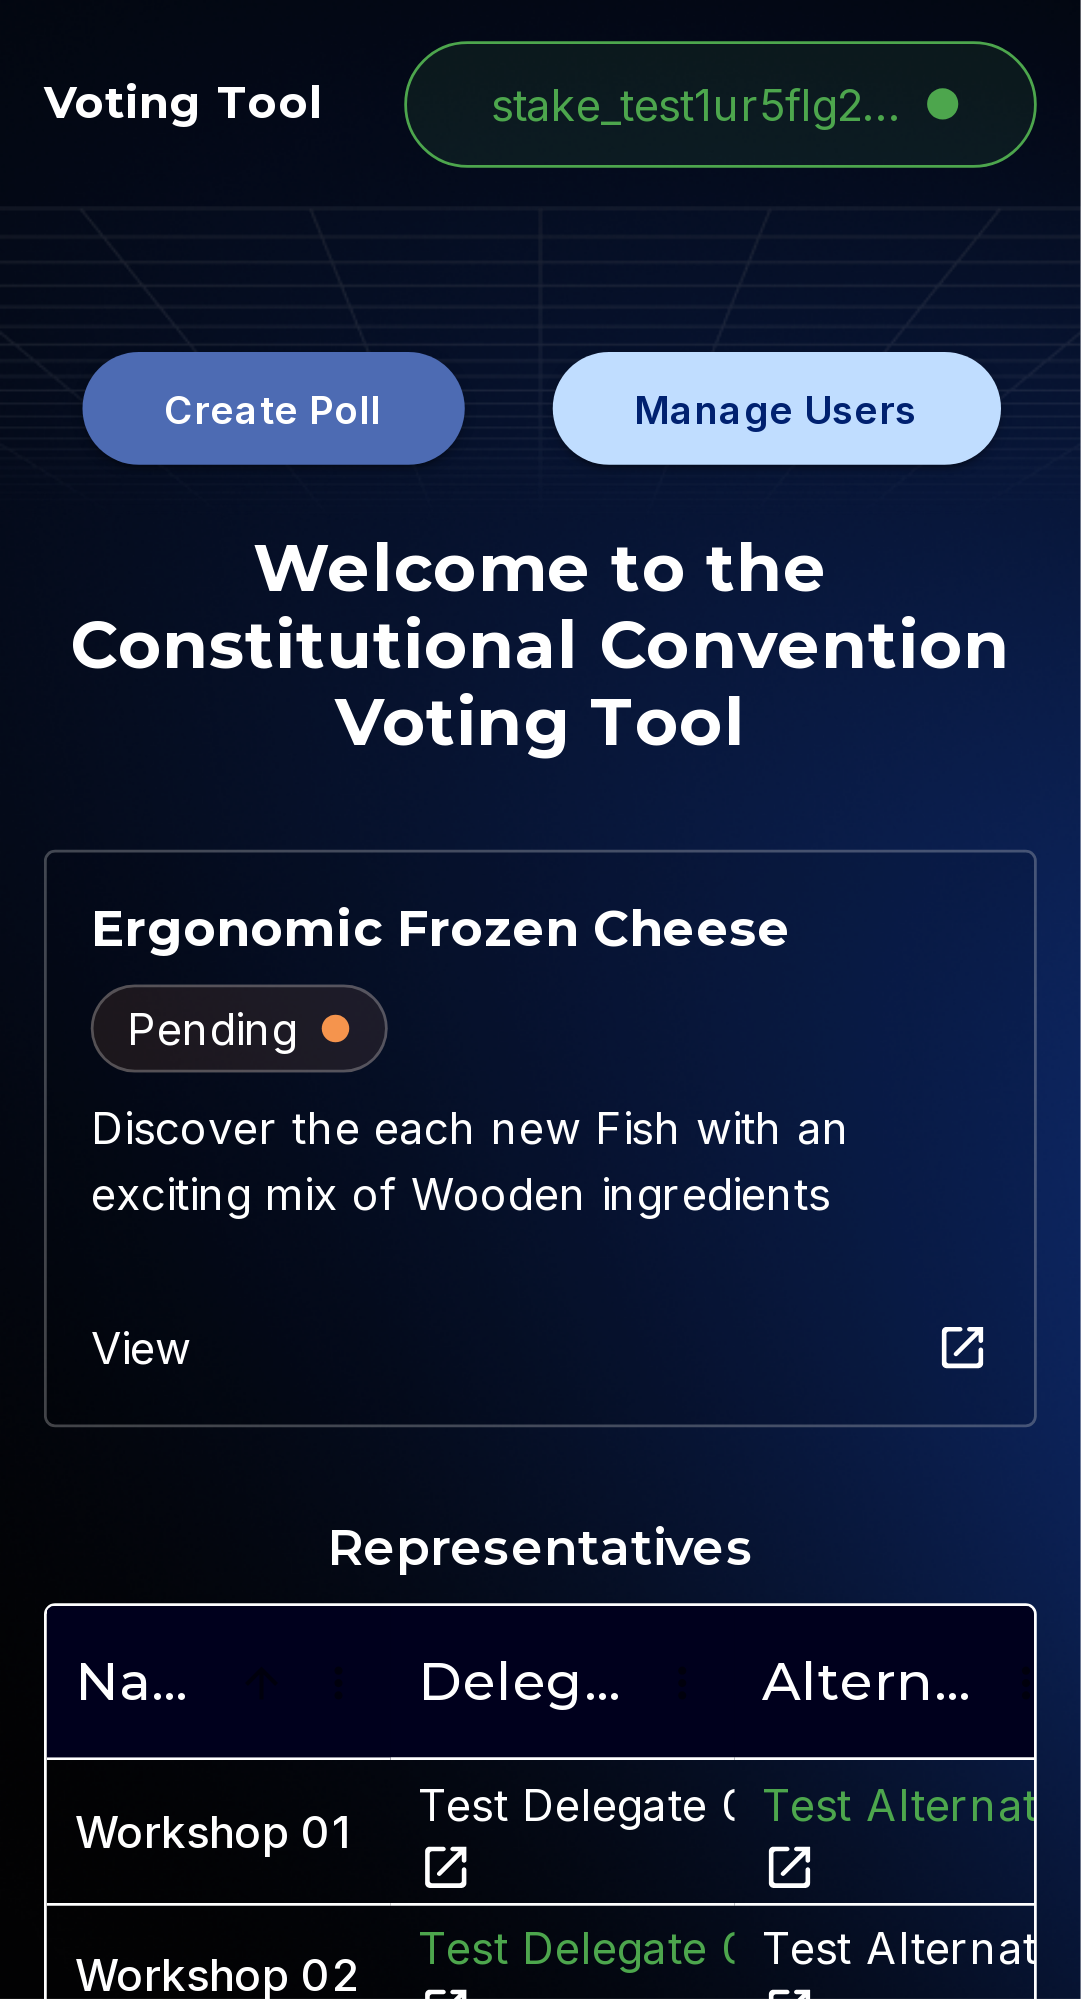 Voting Tool
stake_test1ur5flg2...
Create Poll
Manage Users
Welcome to the
Constitutional Convention
Voting Tool
Ergonomic Frozen Cheese
Pending
Discover the each new Fish with an
exciting mix of Wooden ingredients
View
Representatives
Na...
Deleg...
Altern...
Workshop 01
Test Delegate
Test Alternat
Workshop 02
Test Delegate
Test Alternat